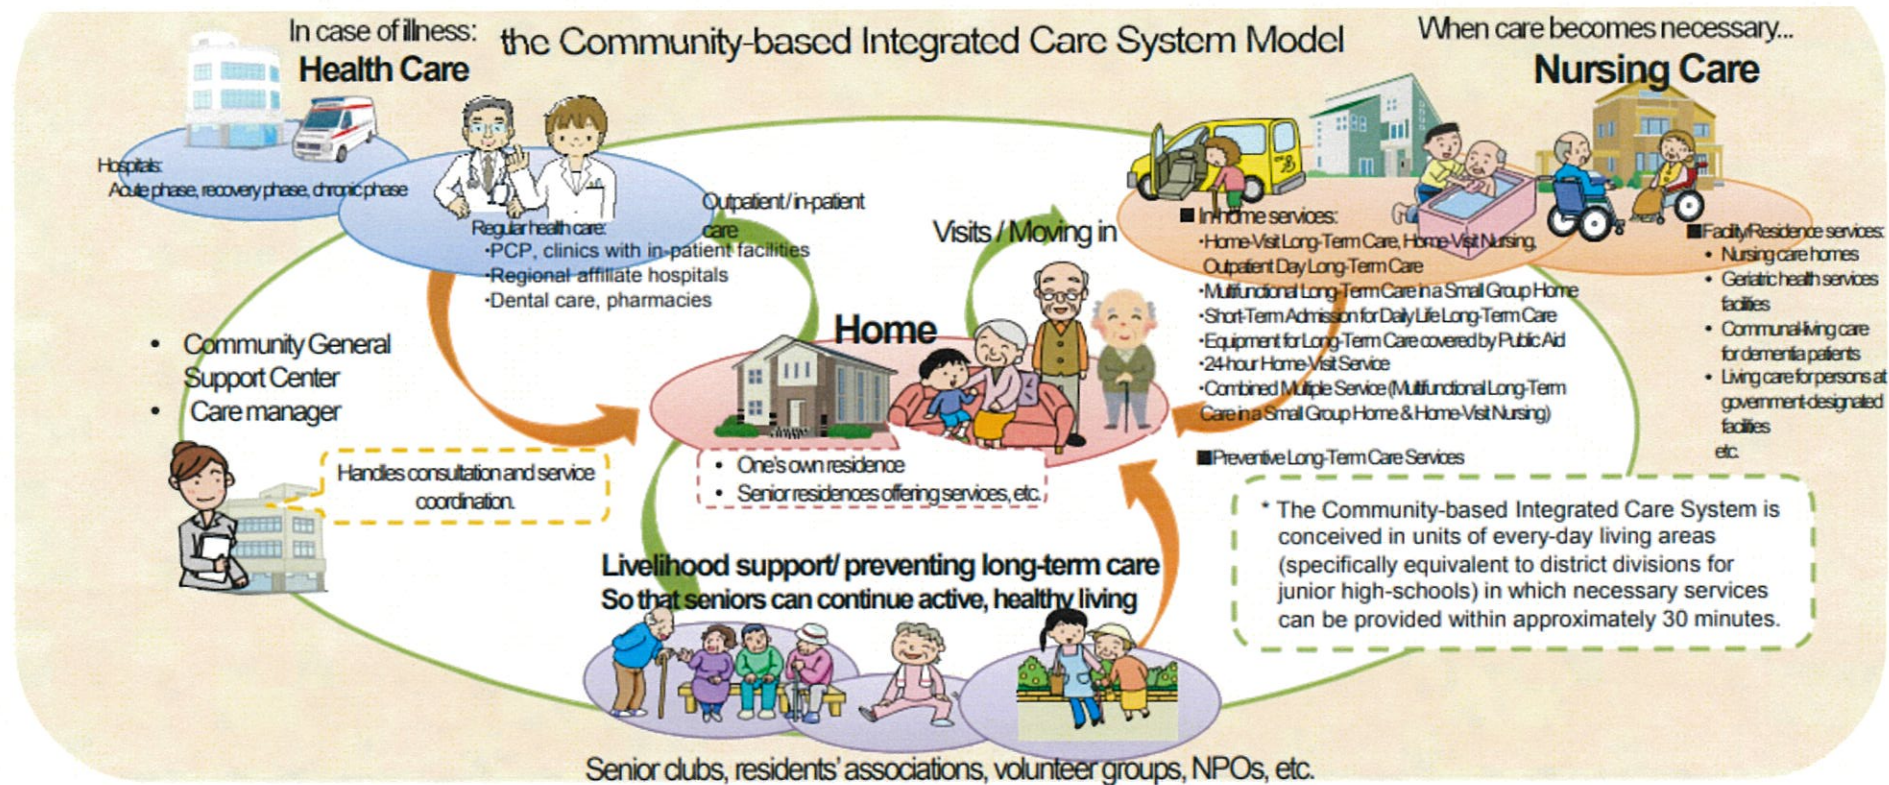 In case of illness:
Health Care
the Community-based Integrated Care System Model
When care becomes necessary...
Nursing Care
Hospitals:
Acute phase, recovery phase, chronic phase
Regular health care:
・PCP, clinics with in-patient facilities
・Regional affiliate hospitals
・Dental care, pharmacies
Outpatient/in-patient
care
Visits / Moving in
■ In-home services:
・Home-Visit Long-Term Care, Home-Visit Nursing,
Outpatient Day Long-Term Care
・Multifunctional Long-Term Care in a Small Group Home
・Short-Term Admission for Daily Life Long-Term Care
・Equipment for Long-Term Care covered by Public Aid
・24-hour Home-Visit Service
・Combined Multiple Service (Multifunctional Long-Term
Care in a Small Group Home & Home-Visit Nursing)
■Preventive Long-Term Care Services
■Facility/Residence services:
• Nursing care homes
• Geriatric health services
facilities
• Communal-living care
for dementia patients
• Living care for persons at
government-designated
facilities
etc.
• Community General
Support Center
• Care manager
Handles consultation and service
coordination.
Home
• One's own residence
• Senior residences offering services, etc.
Livelihood support/ preventing long-term care
So that seniors can continue active, healthy living
* The Community-based Integrated Care System is
conceived in units of every-day living areas
(specifically equivalent to district divisions for
junior high-schools) in which necessary services
can be provided within approximately 30 minutes.
Senior clubs, residents' associations, volunteer groups, NPOs, etc.